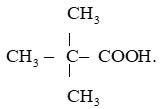 CH₃
|
CH₃ – C – COOH.
|
CH₃